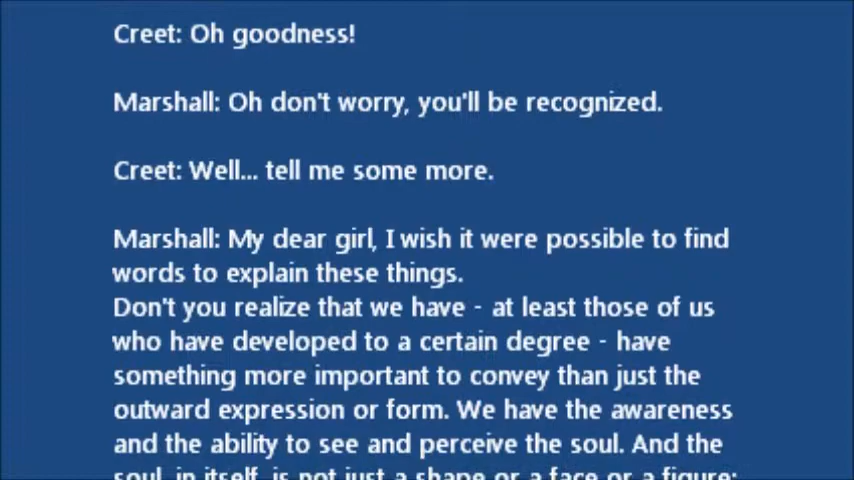 Creet: Oh goodness!
Marshall: Oh don't worry, you'll be recognized.
Creet: Well... tell me some more.
Marshall: My dear girl, I wish it were possible to find
words to explain these things.
Don't you realize that we have - at least those of us
who have developed to a certain degree - have
something more important to convey than just the
outward expression or form. We have the awareness
and the ability to see and perceive the soul. And the
soul, in itself, is not just a shape or a face or a figure;